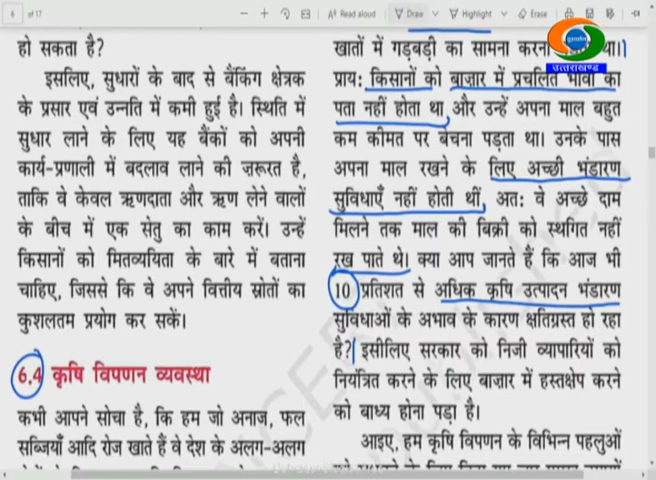 6 of 17
Read aloud Draw Highlight Erase
उत्तराखण्ड
हो सकता है?
इसलिए, सुधारों के बाद से बैंकिंग क्षेत्रक
के प्रसार एवं उन्नति में कमी हुई है। स्थिति में
सुधार लाने के लिए यह बैंकों को अपनी
कार्य-प्रणाली में बदलाव लाने की ज़रूरत है,
ताकि वे केवल ऋणदाता और ऋण लेने वालों
के बीच में एक सेतु का काम करें। उन्हें
किसानों को मितव्ययिता के बारे में बताना
चाहिए, जिससे कि वे अपने वित्तीय स्रोतों का
कुशलतम प्रयोग कर सकें।
6.4 कृषि विपणन व्यवस्था
कभी आपने सोचा है, कि हम जो अनाज, फल
सब्जियाँ आदि रोज खाते हैं वे देश के अलग-अलग
खातों में गड़बड़ी का सामना करना था।
प्राय: किसानों को बाज़ार में प्रचलित भावों का
पता नहीं होता था, और उन्हें अपना माल बहुत
कम कीमत पर बेचना पड़ता था। उनके पास
अपना माल रखने के लिए अच्छी भंडारण
सुविधाएँ नहीं होती थीं, अत: वे अच्छे दाम
मिलने तक माल की बिक्री को स्थगित नहीं
रख पाते थे। क्या आप जानते हैं कि आज भी
10 प्रतिशत से अधिक कृषि उत्पादन भंडारण
सुविधाओं के अभाव के कारण क्षतिग्रस्त हो रहा
है? इसीलिए सरकार को निजी व्यापारियों को
नियंत्रित करने के लिए बाज़ार में हस्तक्षेप करने
को बाध्य होना पड़ा है।
आइए, हम कृषि विपणन के विभिन्न पहलुओं